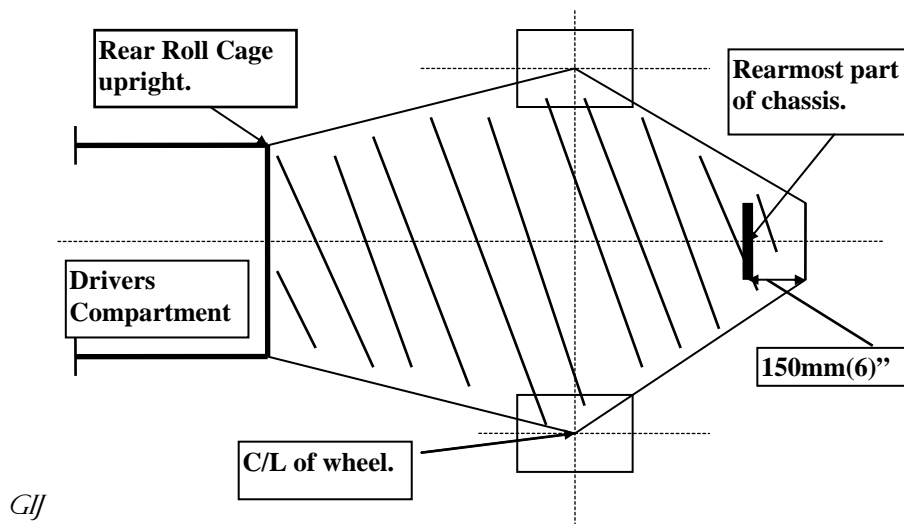 Rear Roll Cage
upright.
Rearmost part
of chassis.
Drivers
Compartment
150mm(6)”
C/L of wheel.
GIJ